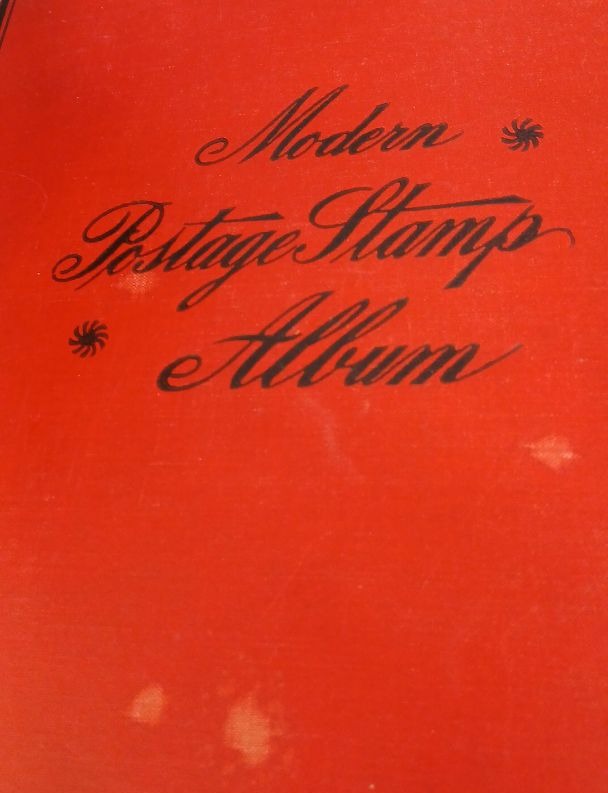 Modern
Postage Stamp
Album